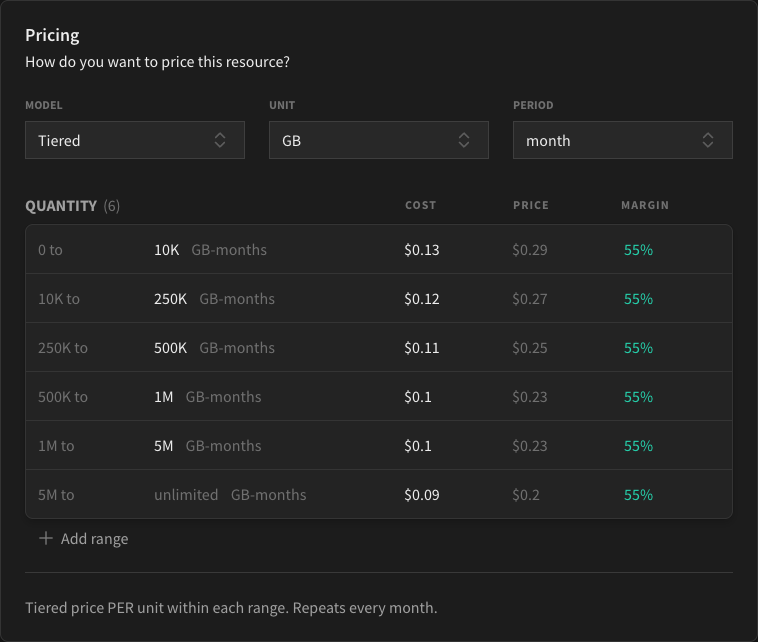 Pricing
How do you want to price this resource?
MODEL UNIT PERIOD
Tiered GB month
QUANTITY (6) COST PRICE MARGIN
0 to 10K GB-months $0.13 $0.29 55%
10K to 250K GB-months $0.12 $0.27 55%
250K to 500K GB-months $0.11 $0.25 55%
500K to 1M GB-months $0.1 $0.23 55%
1M to 5M GB-months $0.1 $0.23 55%
5M to unlimited GB-months $0.09 $0.2 55%
Add range
Tiered price PER unit within each range. Repeats every month.